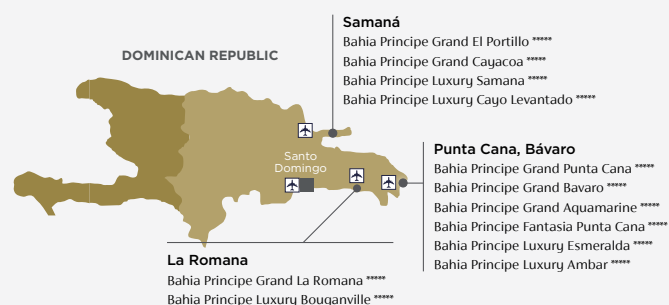 Samaná
Bahia Principe Grand El Portillo *****
Bahia Principe Grand Cayacoa *****
Bahia Principe Luxury Samana *****
Bahia Principe Luxury Cayo Levantado *****
DOMINICAN REPUBLIC
Santo
Domingo
Punta Cana, Bávaro
Bahia Principe Grand Punta Cana *****
Bahia Principe Grand Bavaro *****
Bahia Principe Grand Aquamarine *****
Bahia Principe Fantasia Punta Cana *****
Bahia Principe Luxury Esmeralda *****
Bahia Principe Luxury Ambar *****
La Romana
Bahia Principe Grand La Romana *****
Bahia Principe Luxury Bouganville *****